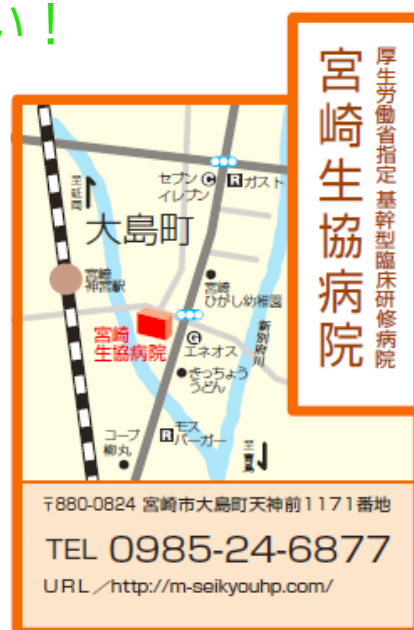 い！
厚生労働省指定 基幹型臨床研修病院
宮崎生協病院
至延岡
セブン
イレブン
C
R ガスト
大島町
宮崎
神宮駅
宮崎
ひがし幼稚園
宮崎
生協病院
G
エネオス
新別府川
きっちょう
うどん
R モス
バーガー
コープ
柳丸
至青島
〒880-0824 宮崎市大島町天神前1171番地
TEL 0985-24-6877
URL／http://m-seikyouhp.com/